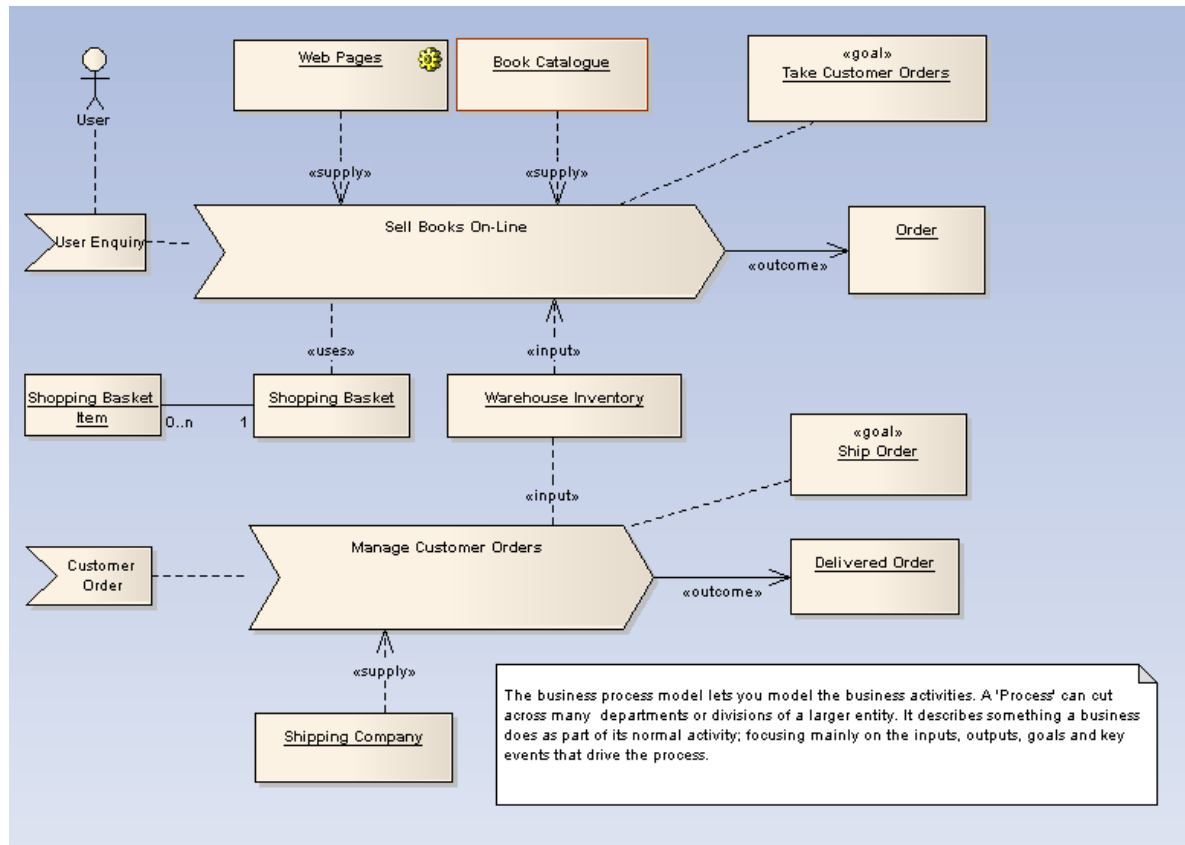 Web Pages
Book Catalogue
«goal»
Take Customer Orders
User
«supply»
«supply»
User Enquiry
Sell Books On-Line
Order
«outcome»
«uses»
«input»
Shopping Basket
Item
0..n
1
Shopping Basket
Warehouse Inventory
«goal»
Ship Order
«input»
Customer
Order
Manage Customer Orders
Delivered Order
«outcome»
«supply»
Shipping Company
The business process model lets you model the business activities. A 'Process' can cut
across many departments or divisions of a larger entity. It describes something a business
does as part of its normal activity; focusing mainly on the inputs, outputs, goals and key
events that drive the process.